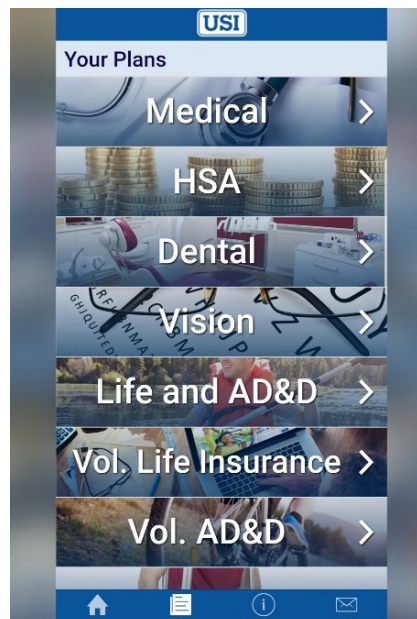 USI
Your Plans
Medical
HSA
Dental
Vision
Life and AD&D
Vol. Life Insurance
Vol. AD&D